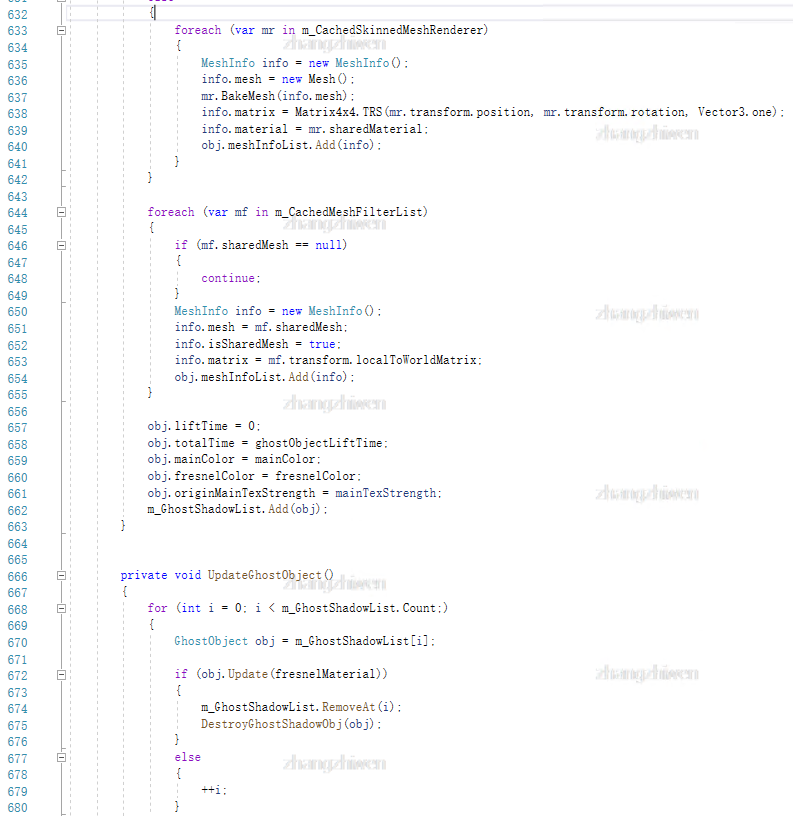 632 {
633 foreach (var mr in m_CachedSkinnedMeshRenderer)
634 {
635 MeshInfo info = new MeshInfo();
636 info.mesh = new Mesh();
637 mr.BakeMesh(info.mesh);
638 info.matrix = Matrix4x4.TRS(mr.transform.position, mr.transform.rotation, Vector3.one);
639 info.material = mr.sharedMaterial;
640 obj.meshInfoList.Add(info);
641 }
642 }
643
644 foreach (var mf in m_CachedMeshFilterList)
645 {
646 if (mf.sharedMesh == null)
647 {
648 continue;
649 }
650 MeshInfo info = new MeshInfo();
651 info.mesh = mf.sharedMesh;
652 info.isSharedMesh = true;
653 info.matrix = mf.transform.localToWorldMatrix;
654 obj.meshInfoList.Add(info);
655 }
656
657 obj.liftTime = 0;
658 obj.totalTime = ghostObjectLiftTime;
659 obj.mainColor = mainColor;
660 obj.fresnelColor = fresnelColor;
661 obj.originMainTexStrength = mainTexStrength;
662 m_GhostShadowList.Add(obj);
663 }
664
665
666 private void UpdateGhostObject()
667 {
668 for (int i = 0; i < m_GhostShadowList.Count;)
669 {
670 GhostObject obj = m_GhostShadowList[i];
671
672 if (obj.Update(fresnelMaterial))
673 {
674 m_GhostShadowList.RemoveAt(i);
675 DestroyGhostShadowObj(obj);
676 }
677 else
678 {
679 ++i;
680 }